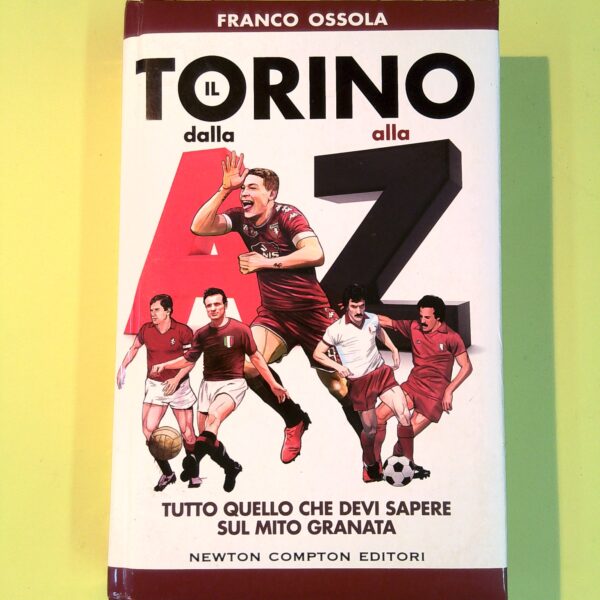 FRANCO OSSOLA
IL
TORINO
dalla alla
A Z
TUTTO QUELLO CHE DEVI SAPERE
SUL MITO GRANATA
NEWTON COMPTON EDITORI